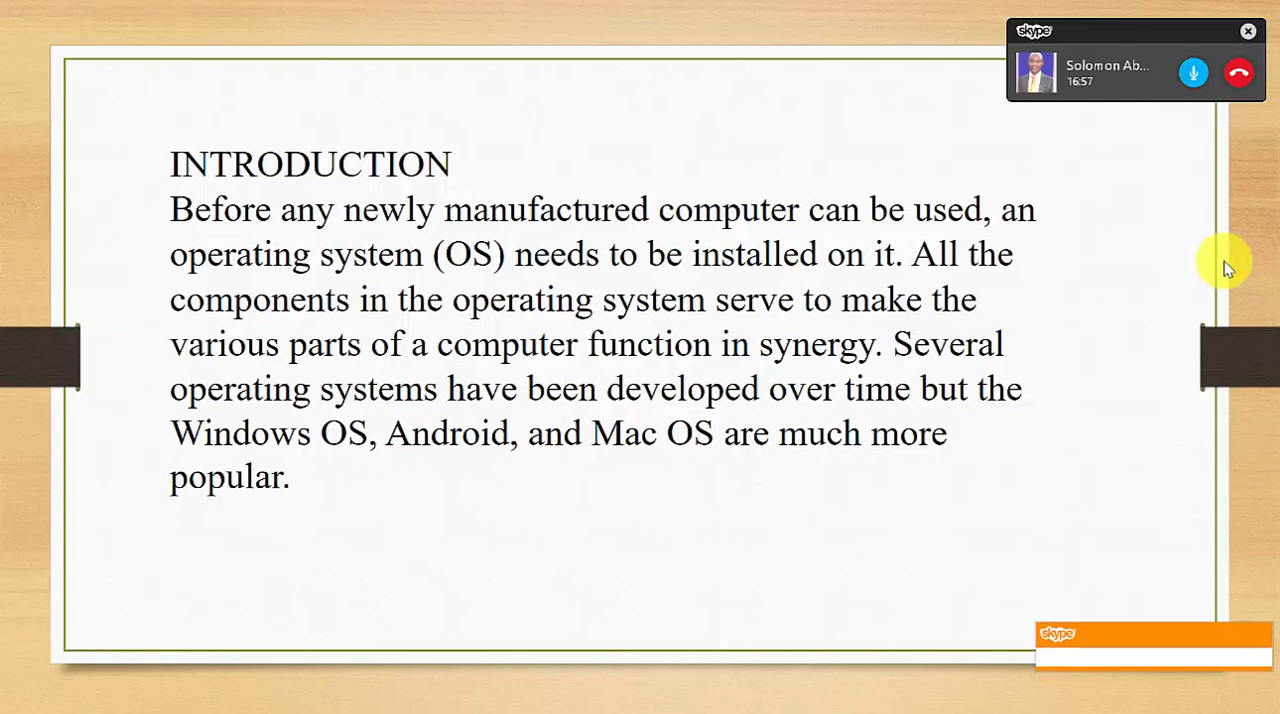 skype
Solomon Ab...
16:57
INTRODUCTION
Before any newly manufactured computer can be used, an
operating system (OS) needs to be installed on it. All the
components in the operating system serve to make the
various parts of a computer function in synergy. Several
operating systems have been developed over time but the
Windows OS, Android, and Mac OS are much more
popular.
skype